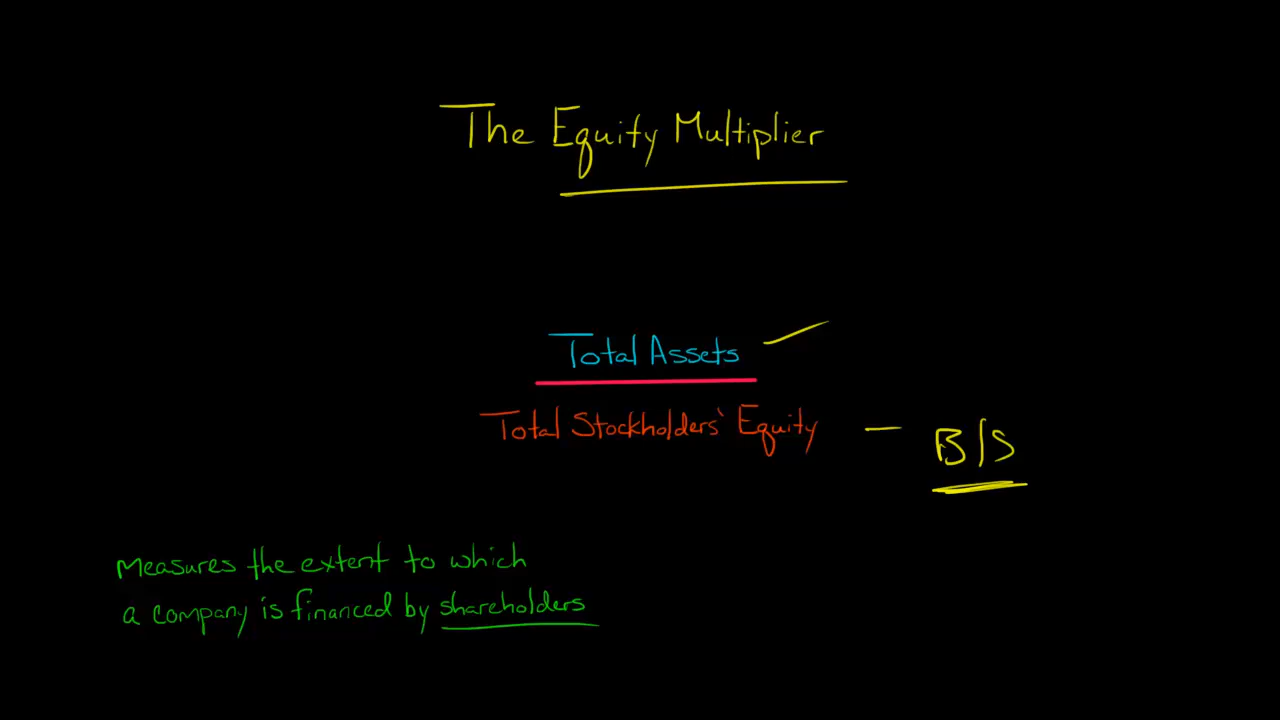 The Equity Multiplier
Total Assets
Total Stockholders' Equity
B/S
Measures the extent to which
a company is financed by shareholders